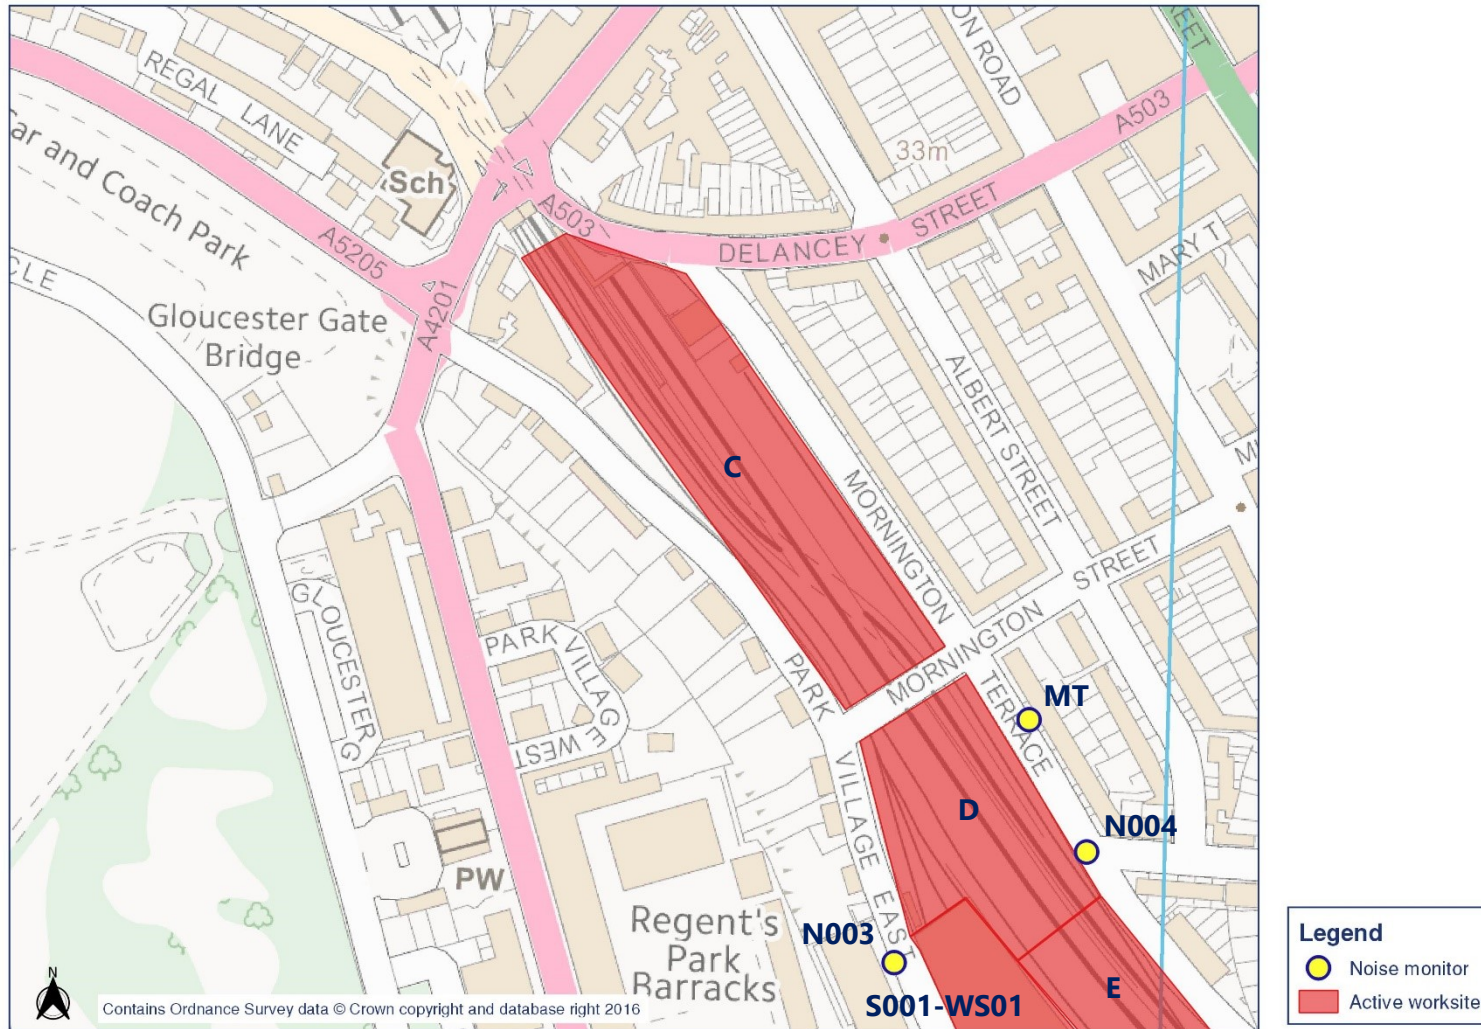 REGAL LANE
ar and Coach Park
CLE
Sch
A5205
A4201
A503
DELANCEY STREET
A503
33m
ON ROAD
REET
MARY T
Gloucester Gate
Bridge
ALBERT STREET
C
MORNINGTON
TERRACE
MORNINGTON STREET
M
GLOUCESTER G
PARK VILLAGE WEST
PARK VILLAGE EAST
MT
D
N004
PW
Regent's
Park
Barracks
N003
S001-WS01
E
N
Contains Ordnance Survey data © Crown copyright and database right 2016
Legend
Noise monitor
Active worksite